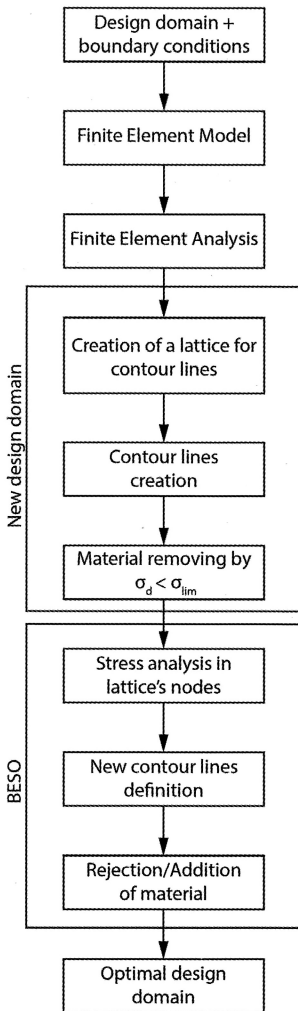 Design domain +
boundary conditions
Finite Element Model
Finite Element Analysis
New design domain
Creation of a lattice for
contour lines
Contour lines
creation
Material removing by
σd < σlim
BESO
Stress analysis in
lattice's nodes
New contour lines
definition
Rejection/Addition
of material
Optimal design
domain